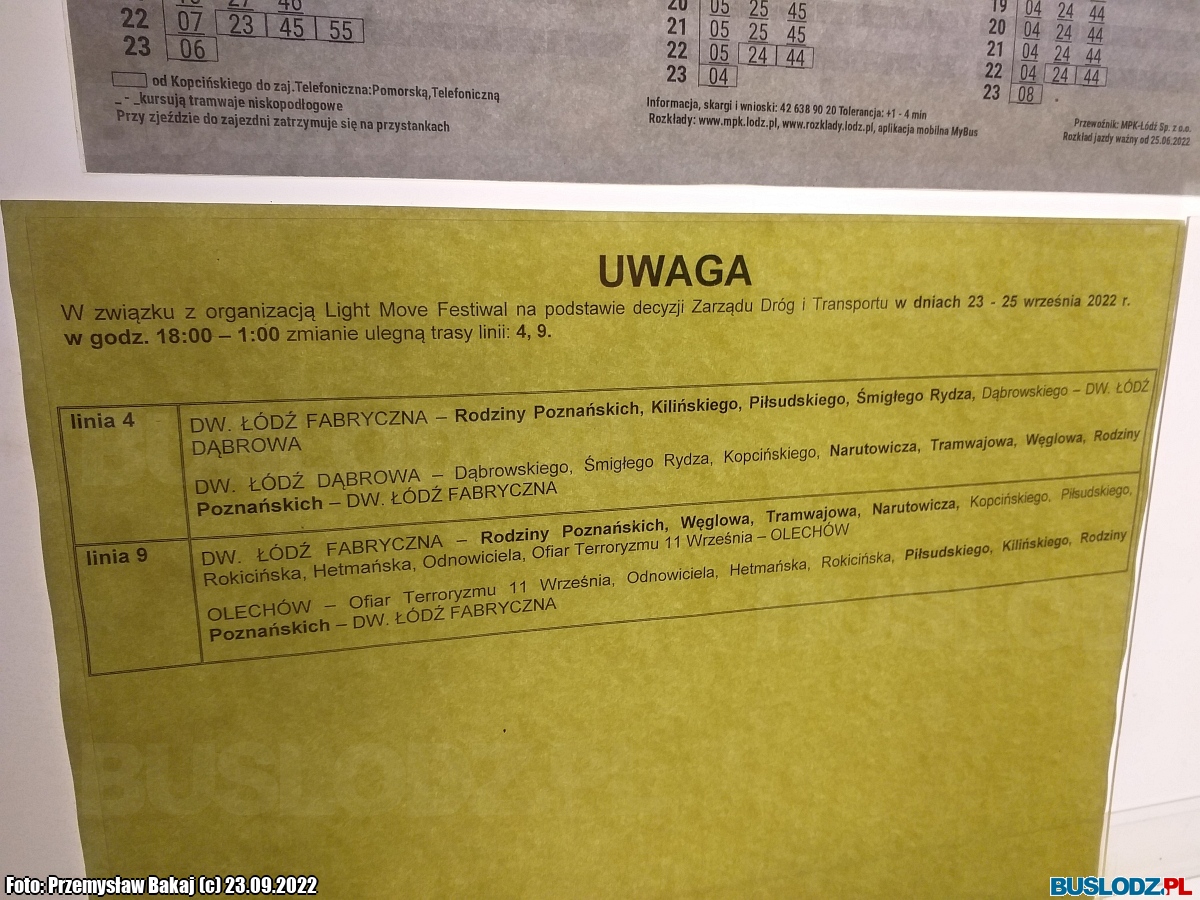 22 07 23 45 55
23 06
od Kopcińskiego do zaj.Telefoniczna:Pomorską,Telefoniczną
_ - _kursują tramwaje niskopodłogowe
Przy zjeździe do zajezdni zatrzymuje się na przystankach
20 05 25 45
21 05 25 45
22 05 24 44
23 04
Informacja, skargi i wnioski: 42 638 90 20 Tolerancja: +1 - 4 min
Rozkłady: www.mpk.lodz.pl, www.rozklady.lodz.pl, aplikacja mobilna MyBus
19 04 24 44
20 04 24 44
21 04 24 44
22 04 24 44
23 08
Przewoźnik: MPK-Łódź Sp. z o.o.
Rozkład jazdy ważny od 25.06.2022
UWAGA
W związku z organizacją Light Move Festiwal na podstawie decyzji Zarządu Dróg i Transportu w dniach 23 - 25 września 2022 r.
w godz. 18:00 – 1:00 zmianie ulegną trasy linii: 4, 9.
linia 4
DW. ŁÓDŹ FABRYCZNA – Rodziny Poznańskich, Kilińskiego, Piłsudskiego, Śmigłego Rydza, Dąbrowskiego – DW. ŁÓDŹ
DĄBROWA
DW. ŁÓDŹ DĄBROWA – Dąbrowskiego, Śmigłego Rydza, Kopcińskiego, Narutowicza, Tramwajowa, Węglowa, Rodziny
Poznańskich – DW. ŁÓDŹ FABRYCZNA
linia 9
DW. ŁÓDŹ FABRYCZNA – Rodziny Poznańskich, Węglowa, Tramwajowa, Narutowicza, Kopcińskiego, Piłsudskiego,
Rokicińska, Hetmańska, Odnowiciela, Ofiar Terroryzmu 11 Września – OLECHÓW
OLECHÓW – Ofiar Terroryzmu 11 Września, Odnowiciela, Hetmańska, Rokicińska, Piłsudskiego, Kilińskiego, Rodziny
Poznańskich – DW. ŁÓDŹ FABRYCZNA
BUSLODZ.PL
Foto: Przemysław Bakaj (c) 23.09.2022
BUSLODZ.PL